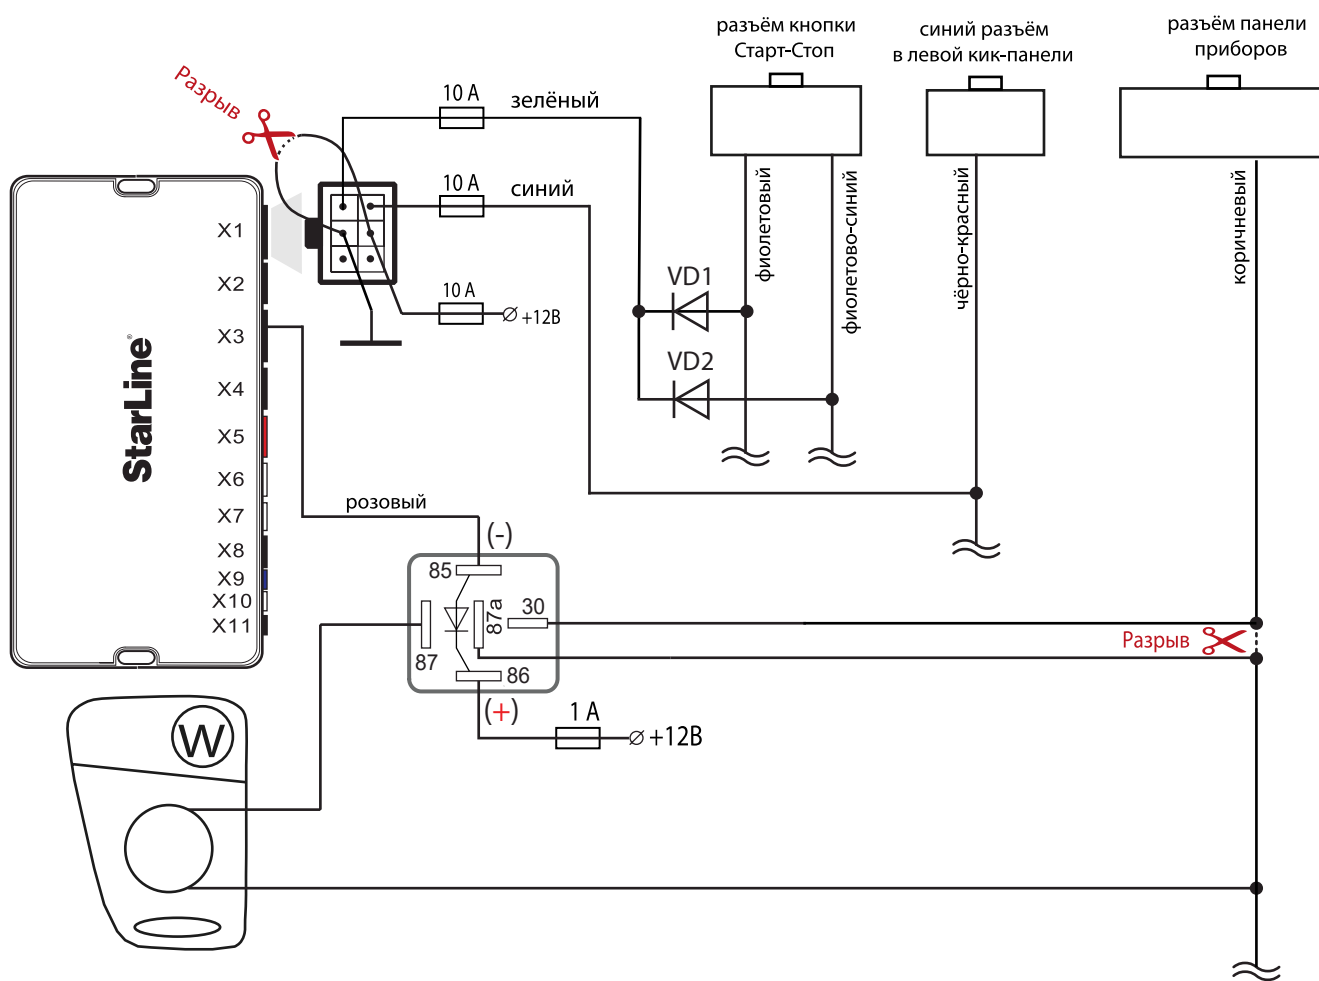 разъём кнопки
Старт-Стоп
синий разъём
в левой кик-панели
разъём панели
приборов
Разрыв
10 А
зелёный
10 А
синий
10 А
+12В
фиолетовый
фиолетово-синий
чёрно-красный
коричневый
VD1
VD2
StarLine®
X1
X2
X3
X4
X5
X6
X7
X8
X9
X10
X11
розовый
(-)
85
30
87a
87
86
(+)
Разрыв
1 А
+12В
W